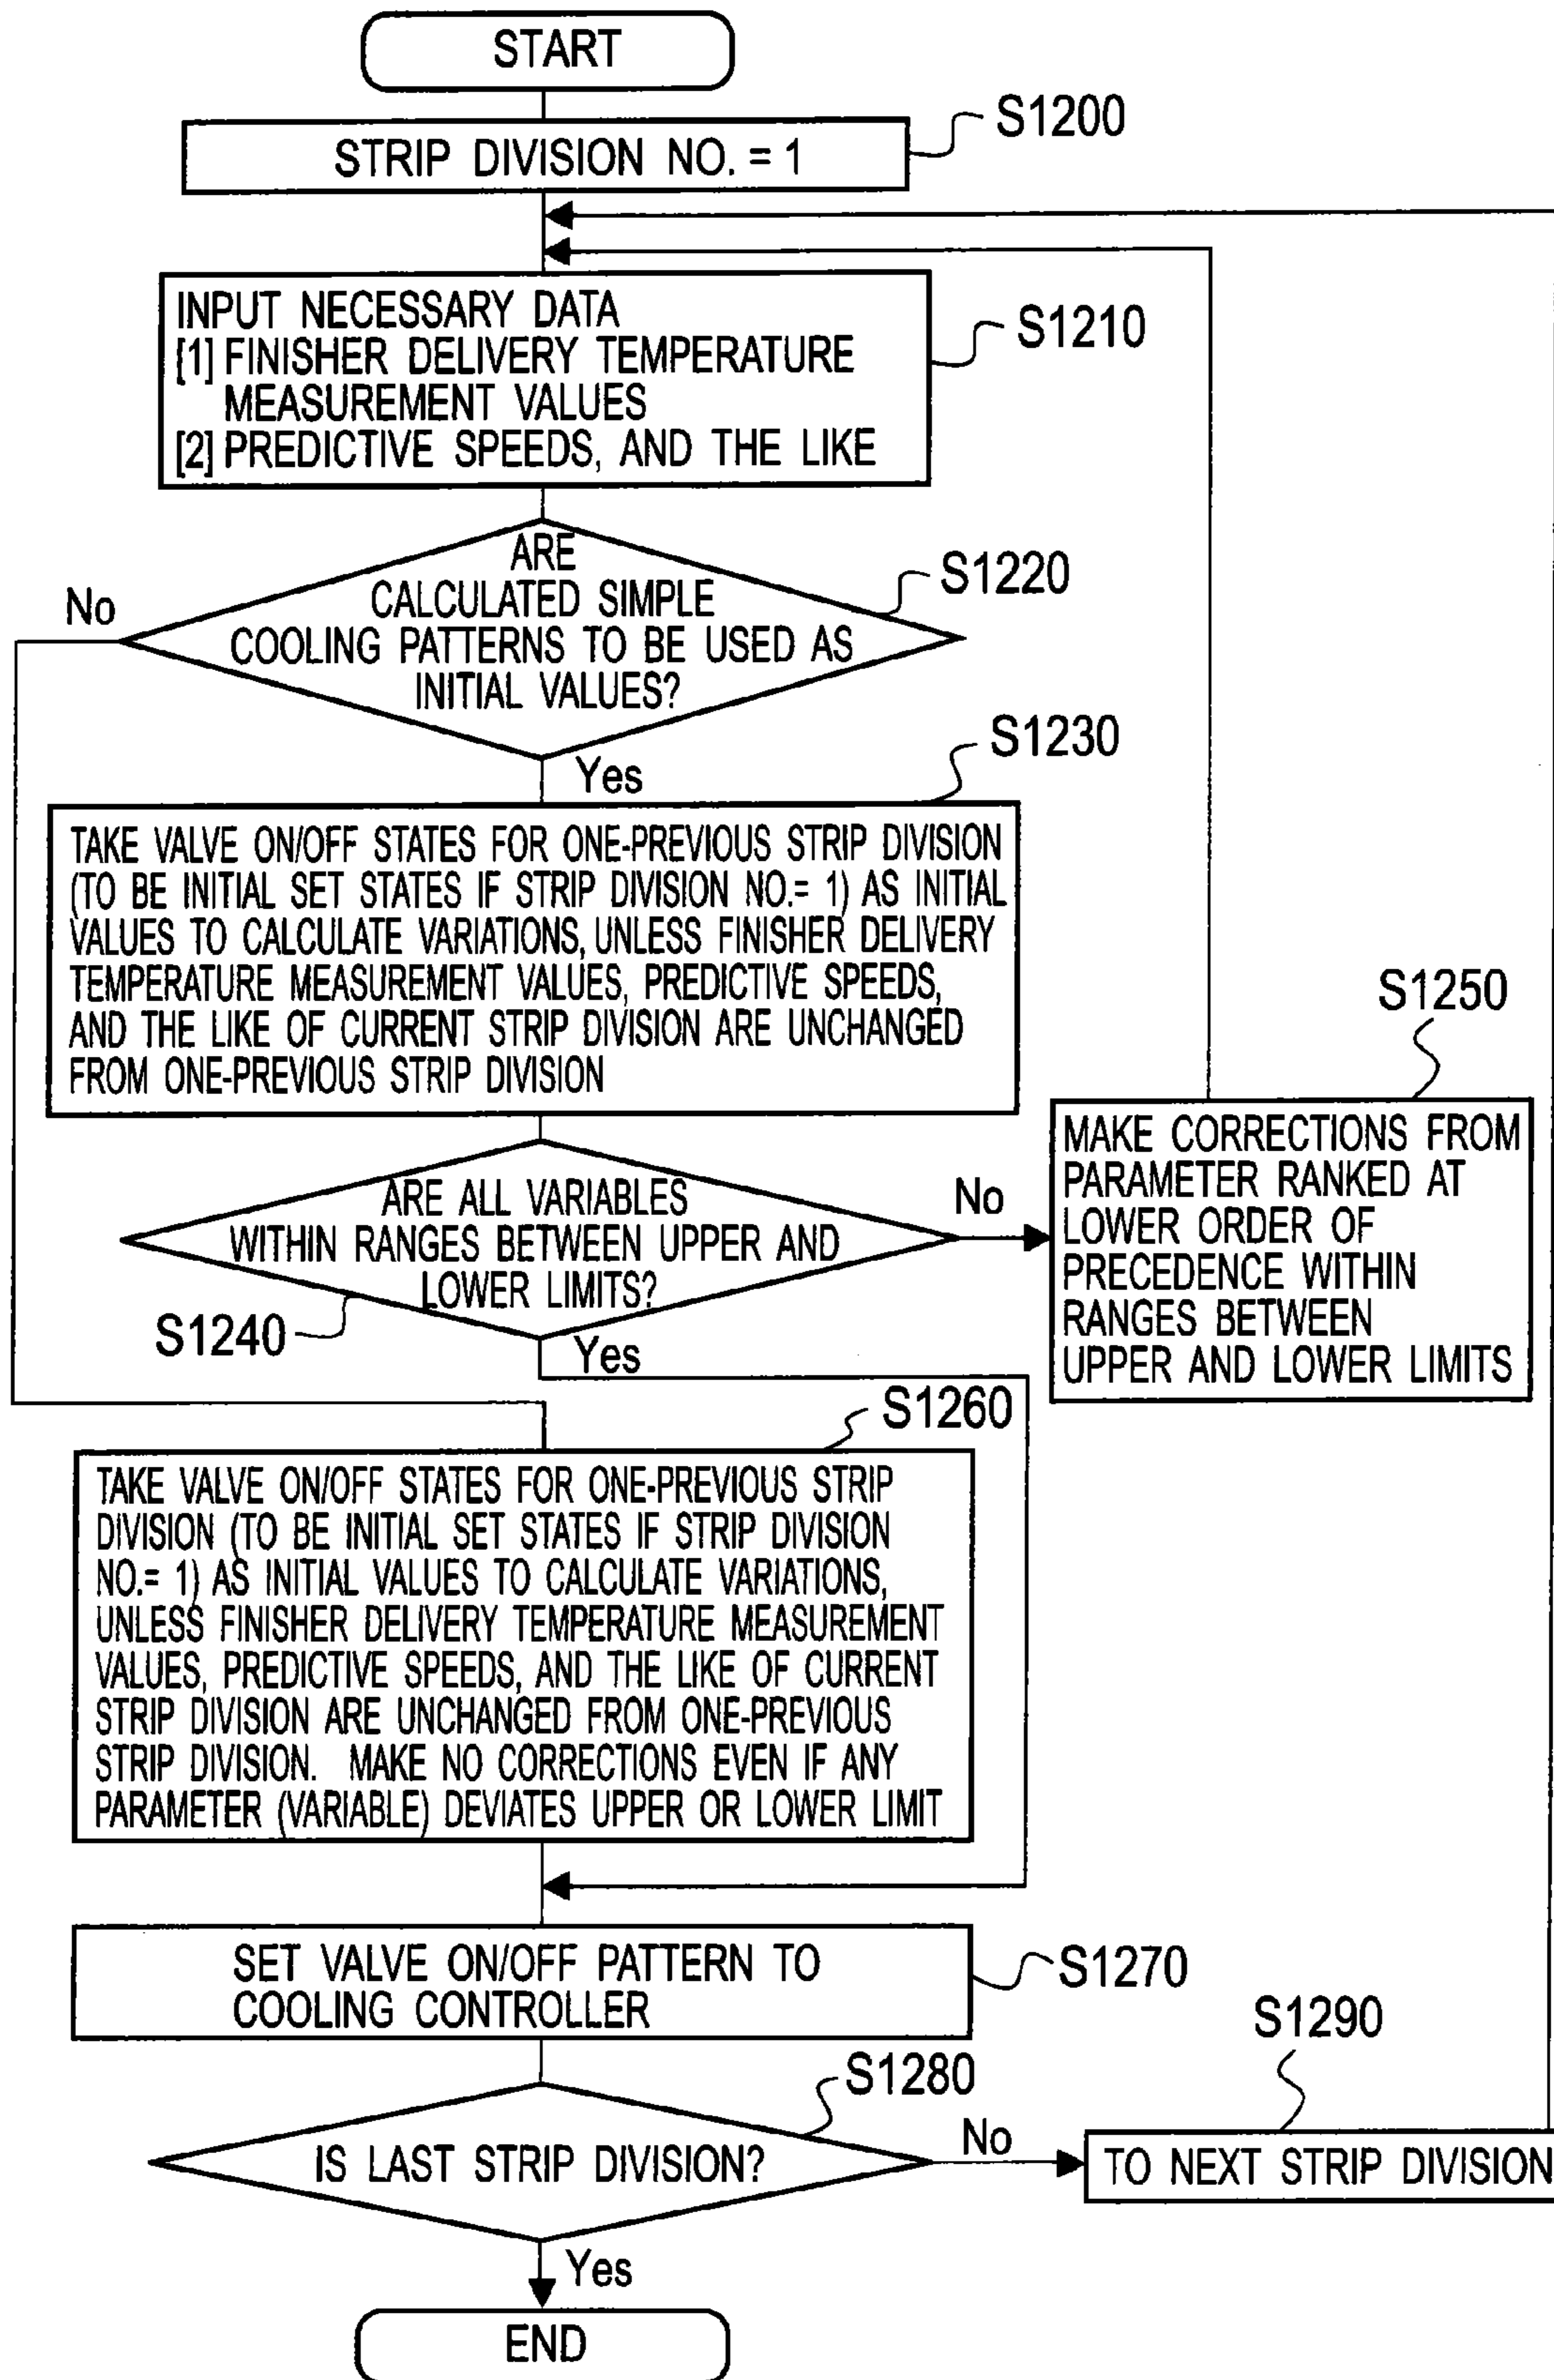 START
STRIP DIVISION NO. = 1
S1200
INPUT NECESSARY DATA
[1] FINISHER DELIVERY TEMPERATURE
MEASUREMENT VALUES
[2] PREDICTIVE SPEEDS, AND THE LIKE
S1210
ARE
CALCULATED SIMPLE
COOLING PATTERNS TO BE USED AS
INITIAL VALUES?
S1220
No
Yes
S1230
TAKE VALVE ON/OFF STATES FOR ONE-PREVIOUS STRIP DIVISION
(TO BE INITIAL SET STATES IF STRIP DIVISION NO.= 1) AS INITIAL
VALUES TO CALCULATE VARIATIONS, UNLESS FINISHER DELIVERY
TEMPERATURE MEASUREMENT VALUES, PREDICTIVE SPEEDS,
AND THE LIKE OF CURRENT STRIP DIVISION ARE UNCHANGED
FROM ONE-PREVIOUS STRIP DIVISION
ARE ALL VARIABLES
WITHIN RANGES BETWEEN UPPER AND
LOWER LIMITS?
S1240
No
Yes
S1250
MAKE CORRECTIONS FROM
PARAMETER RANKED AT
LOWER ORDER OF
PRECEDENCE WITHIN
RANGES BETWEEN
UPPER AND LOWER LIMITS
S1260
TAKE VALVE ON/OFF STATES FOR ONE-PREVIOUS STRIP
DIVISION (TO BE INITIAL SET STATES IF STRIP DIVISION
NO.= 1) AS INITIAL VALUES TO CALCULATE VARIATIONS,
UNLESS FINISHER DELIVERY TEMPERATURE MEASUREMENT
VALUES, PREDICTIVE SPEEDS, AND THE LIKE OF CURRENT
STRIP DIVISION ARE UNCHANGED FROM ONE-PREVIOUS
STRIP DIVISION. MAKE NO CORRECTIONS EVEN IF ANY
PARAMETER (VARIABLE) DEVIATES UPPER OR LOWER LIMIT
SET VALVE ON/OFF PATTERN TO
COOLING CONTROLLER
S1270
S1280
IS LAST STRIP DIVISION?
No
Yes
S1290
TO NEXT STRIP DIVISION
END